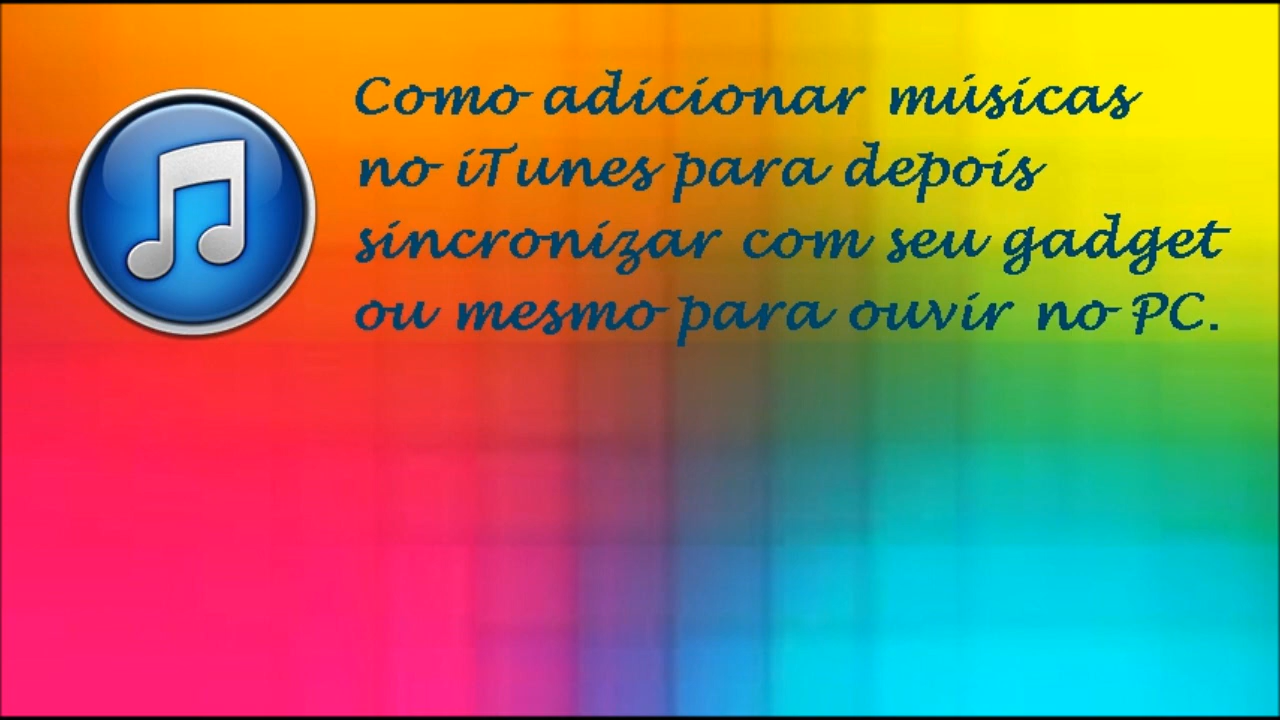 Como adicionar músicas
no iTunes para depois
sincronizar com seu gadget
ou mesmo para ouvir no PC.